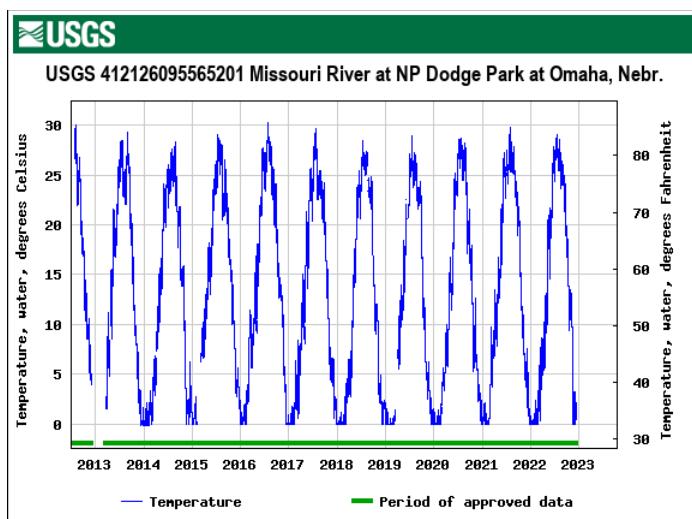 USGS
USGS 412126095565201 Missouri River at NP Dodge Park at Omaha, Nebr.
Temperature, water, degrees Celsius
30
25
20
15
10
5
0
Temperature, water, degrees Fahrenheit
80
70
60
50
40
30
2013 2014 2015 2016 2017 2018 2019 2020 2021 2022 2023
Temperature Period of approved data